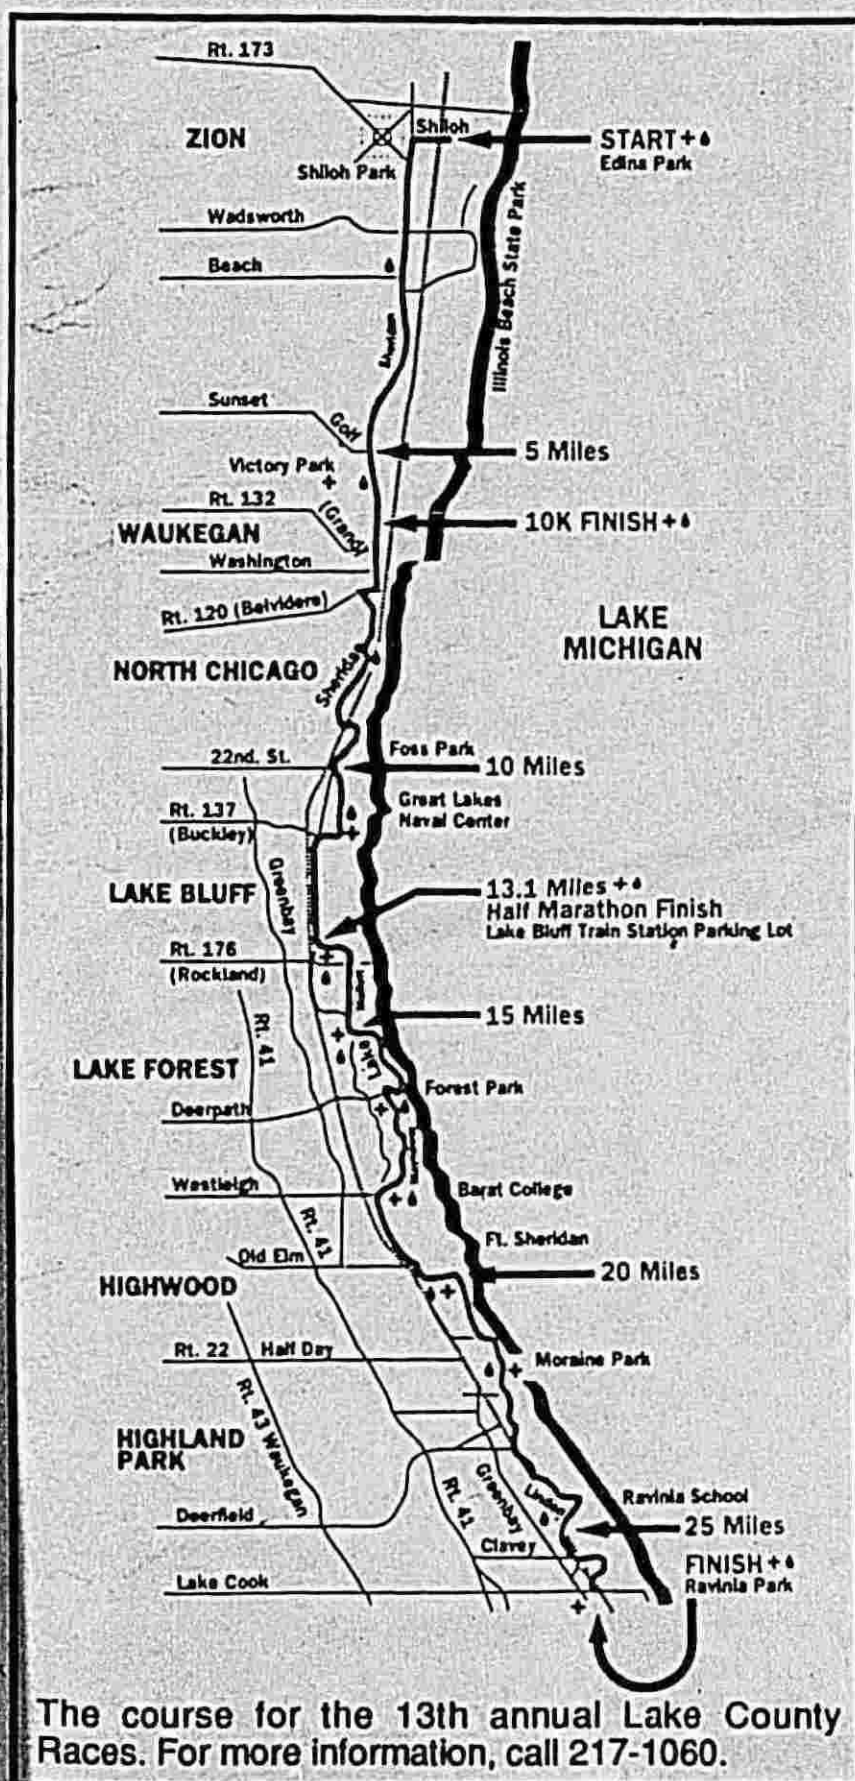 Rt. 173
ZION
Shiloh
START + 
Edina Park
Shiloh Park
Illinois Beach State Park
Wadsworth
Beach
Sheridan
Sunset
Golf
5 Miles
Victory Park
+
Rt. 132
(Grand)
10K FINISH +
WAUKEGAN
Washington
Rt. 120 (Belvidere)
LAKE
MICHIGAN
NORTH CHICAGO
Sheridan
Foss Park
22nd. St.
10 Miles
Great Lakes
Naval Center
Rt. 137
(Buckley)
+
Greenbay
LAKE BLUFF
13.1 Miles +
Half Marathon Finish
Lake Bluff Train Station Parking Lot
Rt. 176
(Rockland)
+
15 Miles
Rt. 41
+
Lake
LAKE FOREST
Forest Park
Deerpath
+
Westleigh
+
Barat College
Rt. 41
Ft. Sheridan
Old Elm
20 Miles
HIGHWOOD
+
Rt. 22 Half Day
+
Moraine Park
Rt. 43 Waukegan
HIGHLAND
PARK
Rt. 41
Greenbay
Linden
Ravinia School
Deerfield
25 Miles
Clavey
FINISH +
Ravinia Park
Lake Cook
+
The course for the 13th annual Lake County
Races. For more information, call 217-1060.